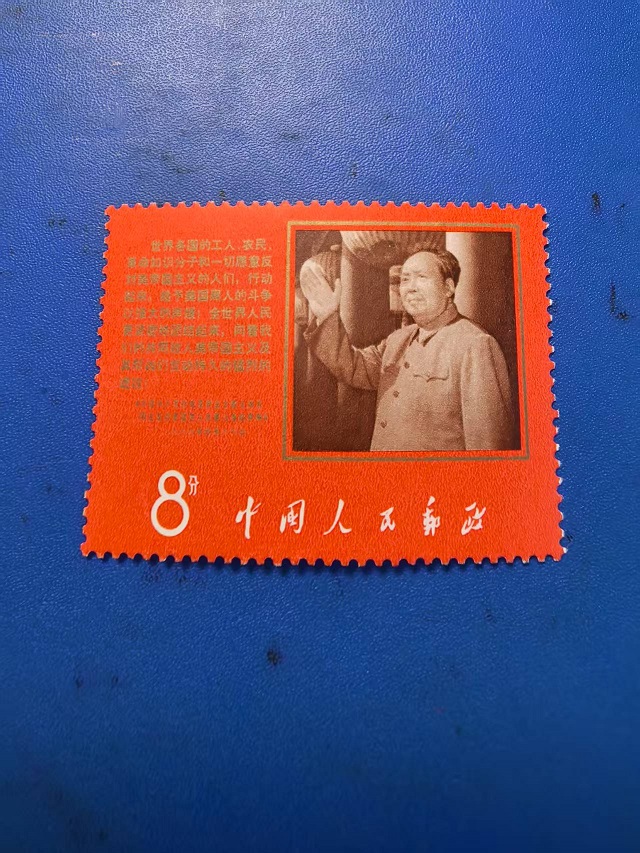 世界各国的工人、农民、
革命知识分子和一切愿意反
对美帝国主义的人们，行动
起来，给予美国黑人的斗争
以强大的声援！全世界人民
更紧密地团结起来，向着我
们的共同敌人美帝国主义及
其帮凶们发动持久的猛烈的
进攻！
8分 中国人民邮政